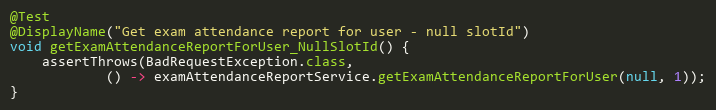 @Test
@DisplayName("Get exam attendance report for user - null slotId")
void getExamAttendanceReportForUser_NullSlotId() {
    assertThrows(BadRequestException.class,
            () -> examAttendanceReportService.getExamAttendanceReportForUser(null, 1));
}